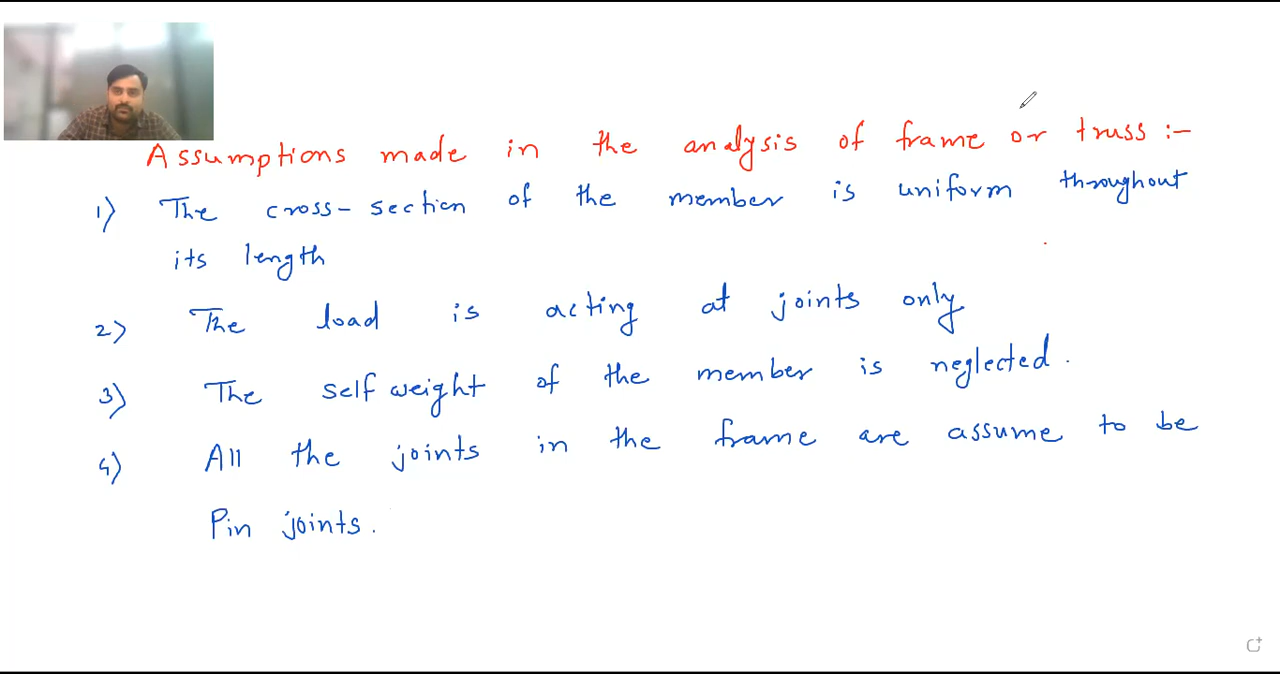 Assumptions made in the analysis of frame or truss :-
1) The cross-section of the member is uniform throughout
its length
2) The load is acting at joints only
3) The self weight of the member is neglected.
4) All the joints in the frame are assume to be
Pin joints.